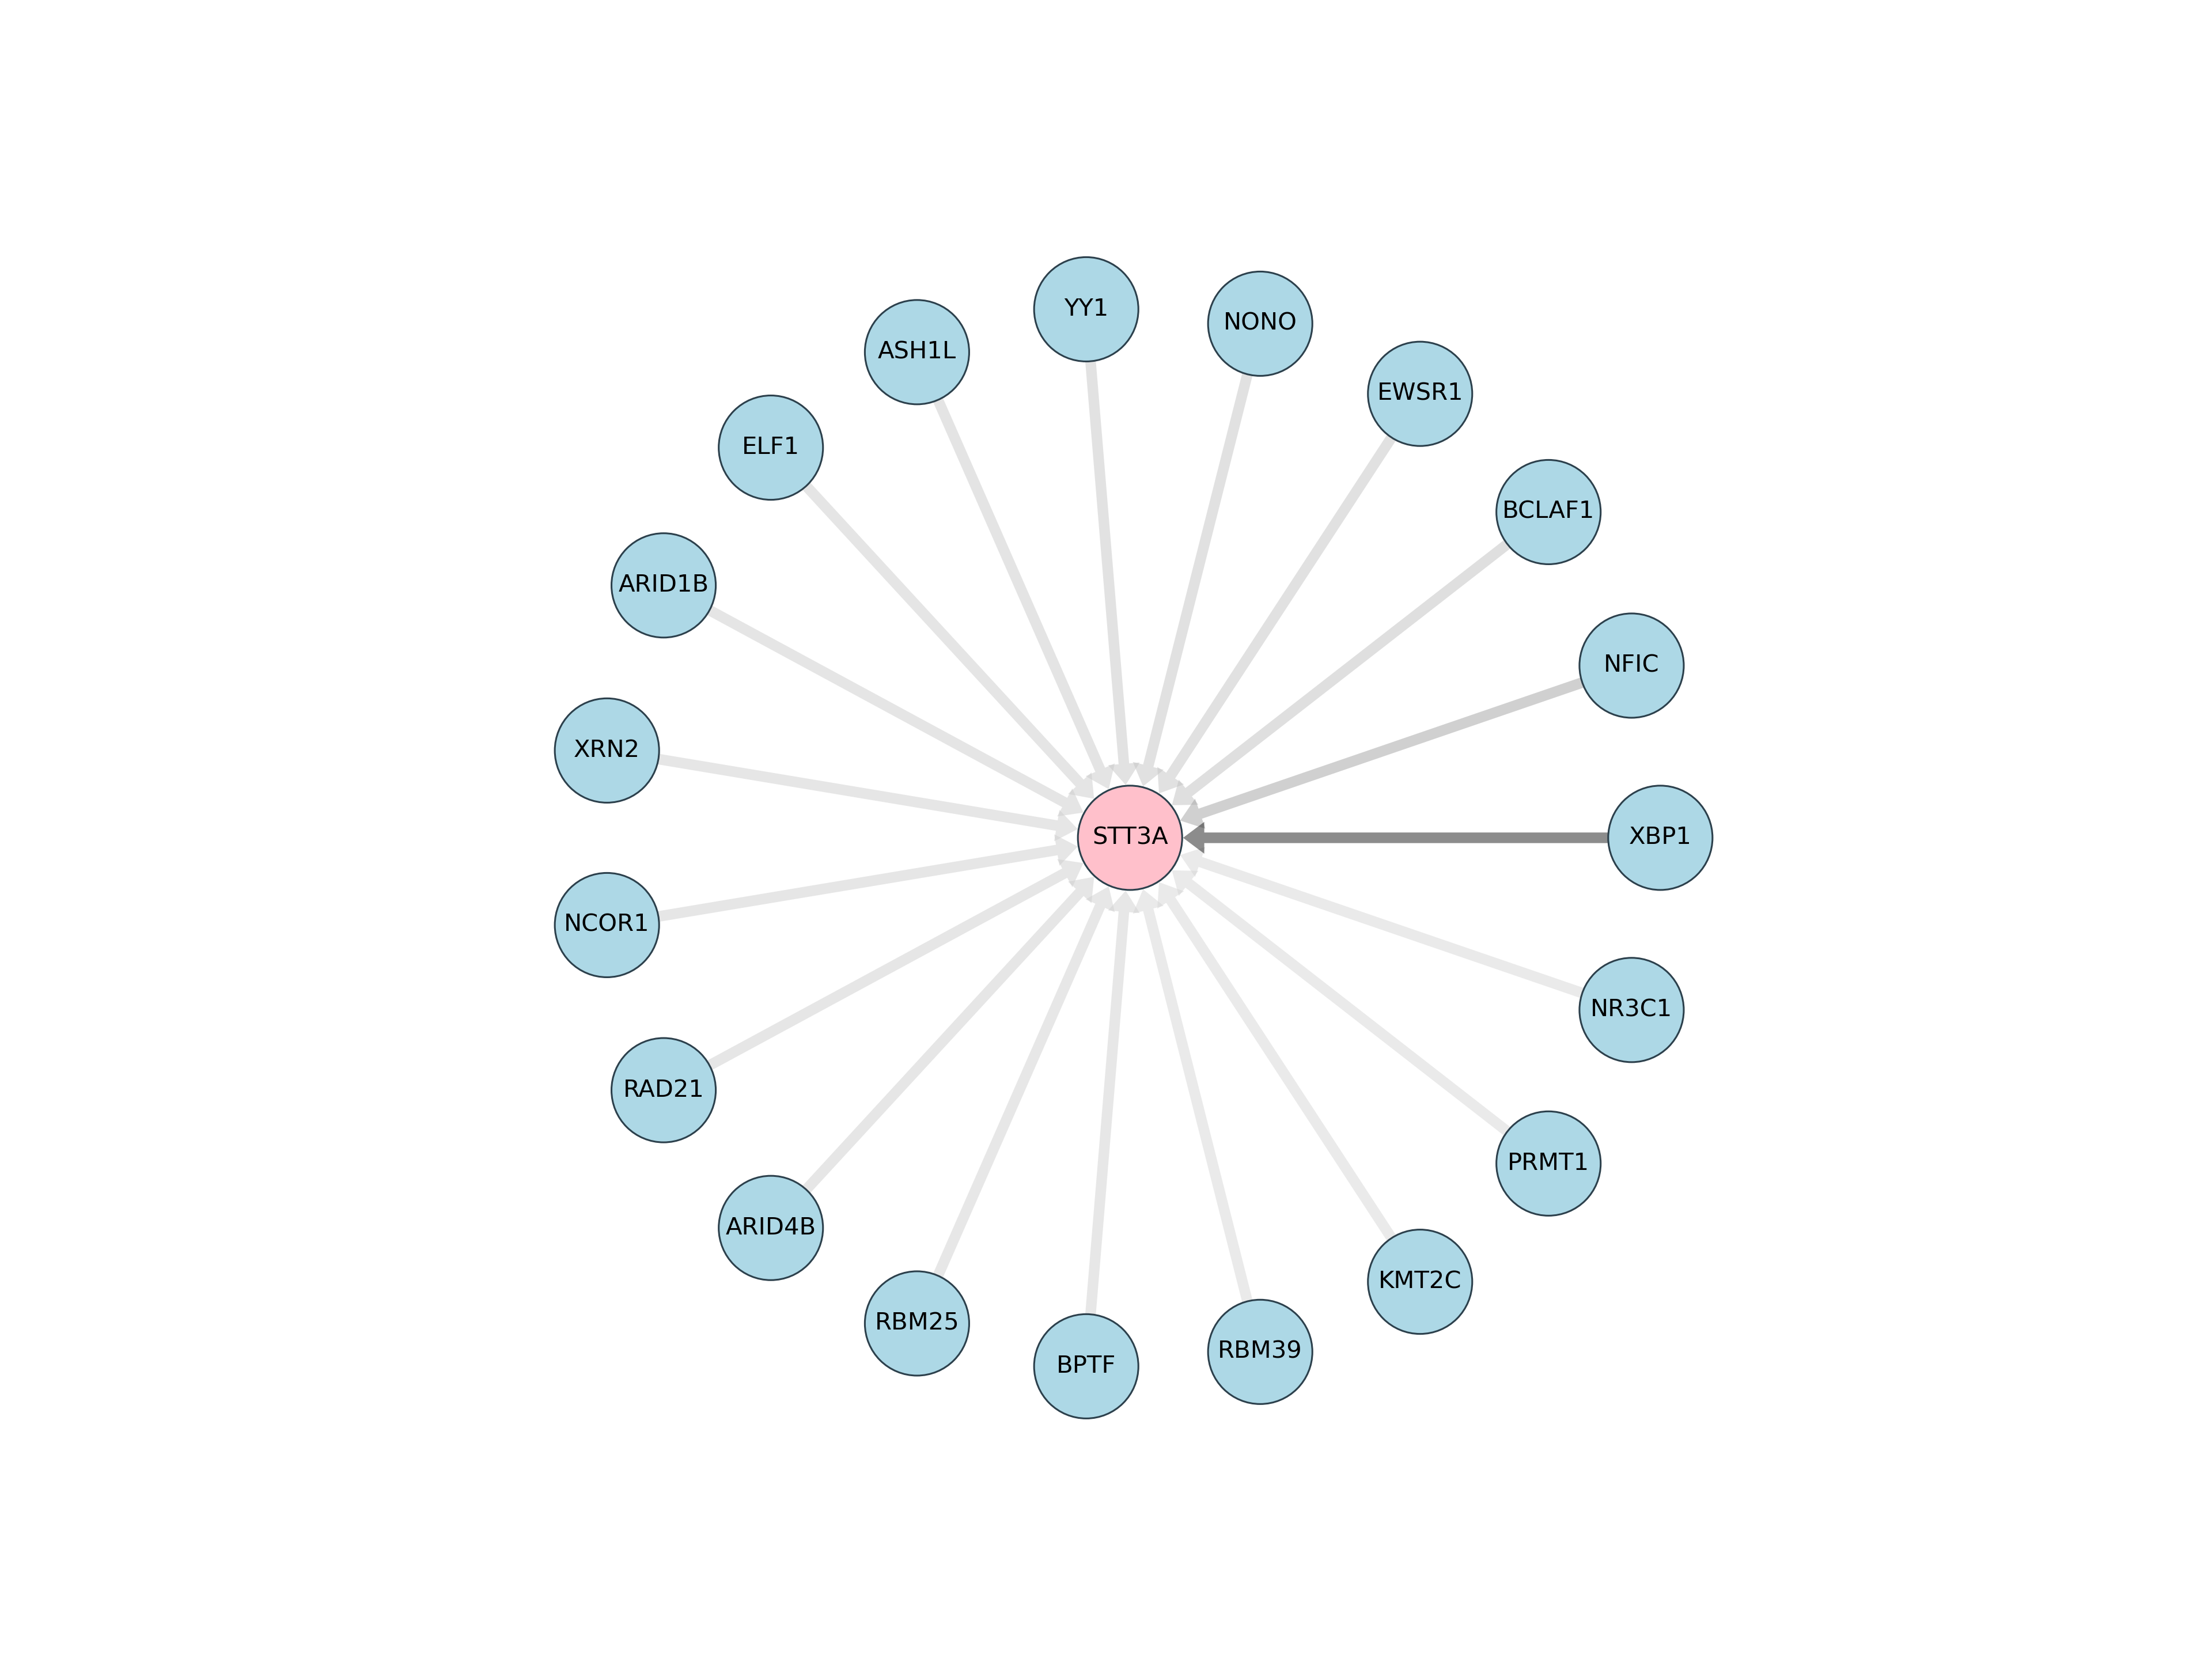 YY1
NONO
ASH1L
EWSR1
ELF1
BCLAF1
ARID1B
NFIC
XRN2
STT3A
XBP1
NCOR1
NR3C1
RAD21
PRMT1
ARID4B
KMT2C
RBM25
RBM39
BPTF